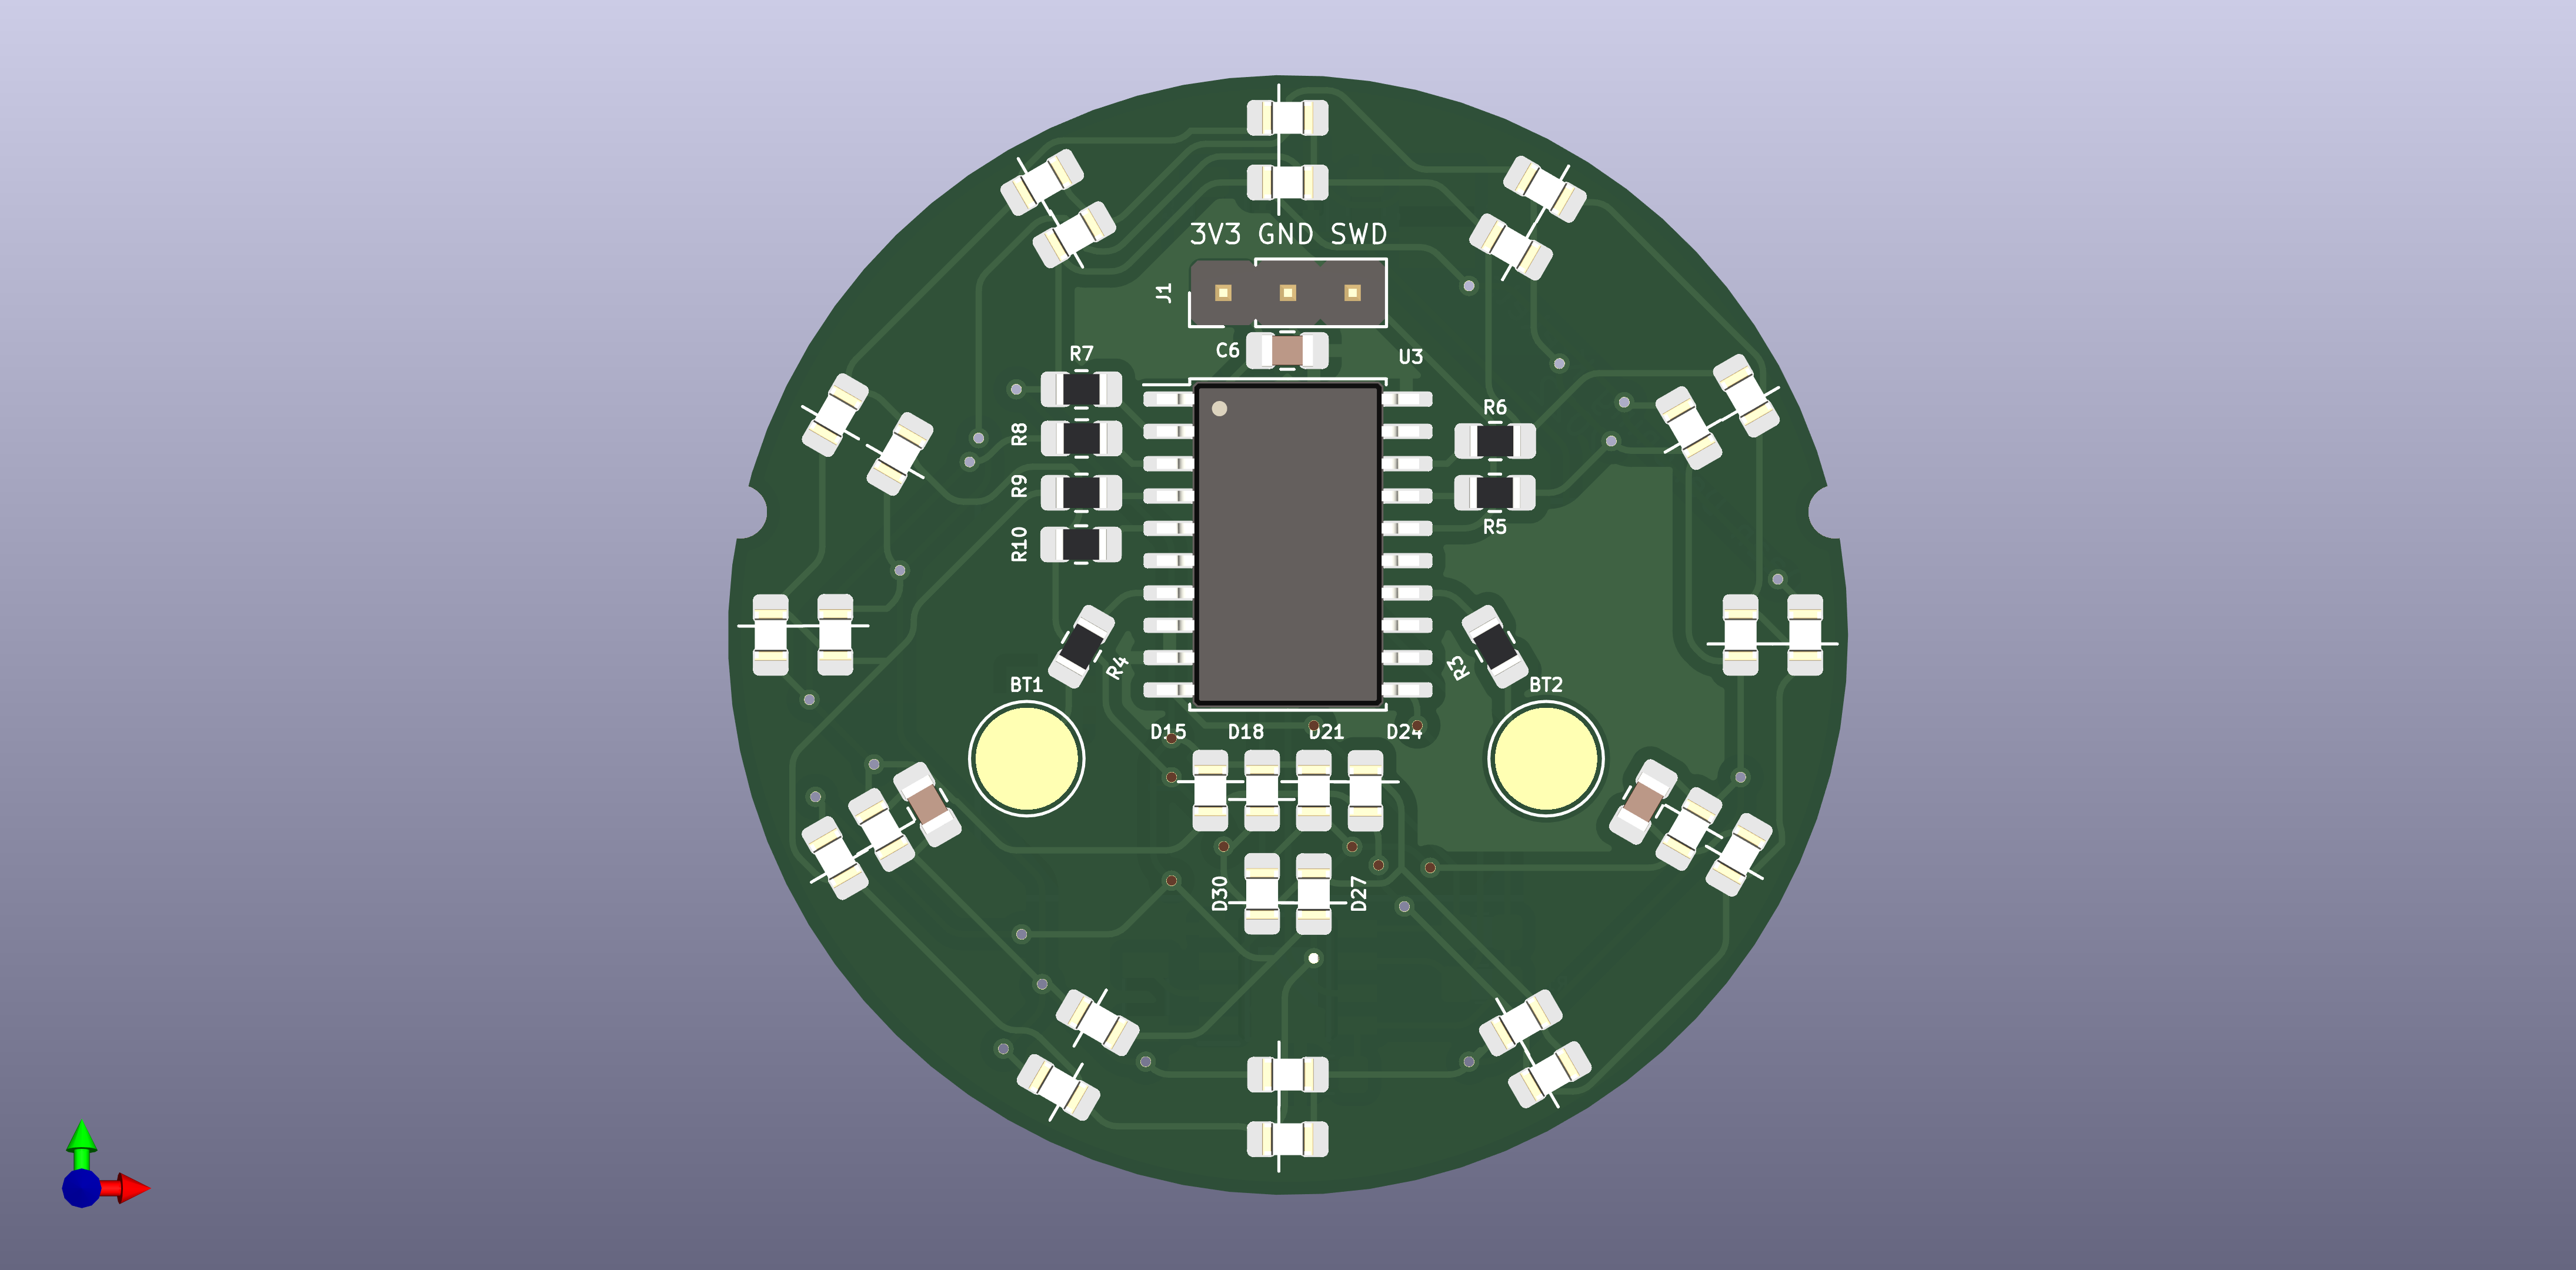 3V3 GND SWD
J1
C6
U3
R7
R8
R6
R9
R5
R10
R4
R3
BT1
BT2
D15 D18 D21 D24
D30
D27